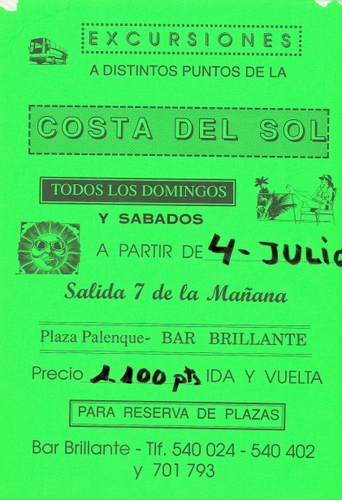 EXCURSIONES
A DISTINTOS PUNTOS DE LA
COSTA DEL SOL
TODOS LOS DOMINGOS
Y SABADOS
A PARTIR DE 4-JULIO
Salida 7 de la Mañana
Plaza Palenque- BAR BRILLANTE
Precio 1.100 pts IDA Y VUELTA
PARA RESERVA DE PLAZAS
Bar Brillante - Tlf. 540 024 - 540 402
y 701 793